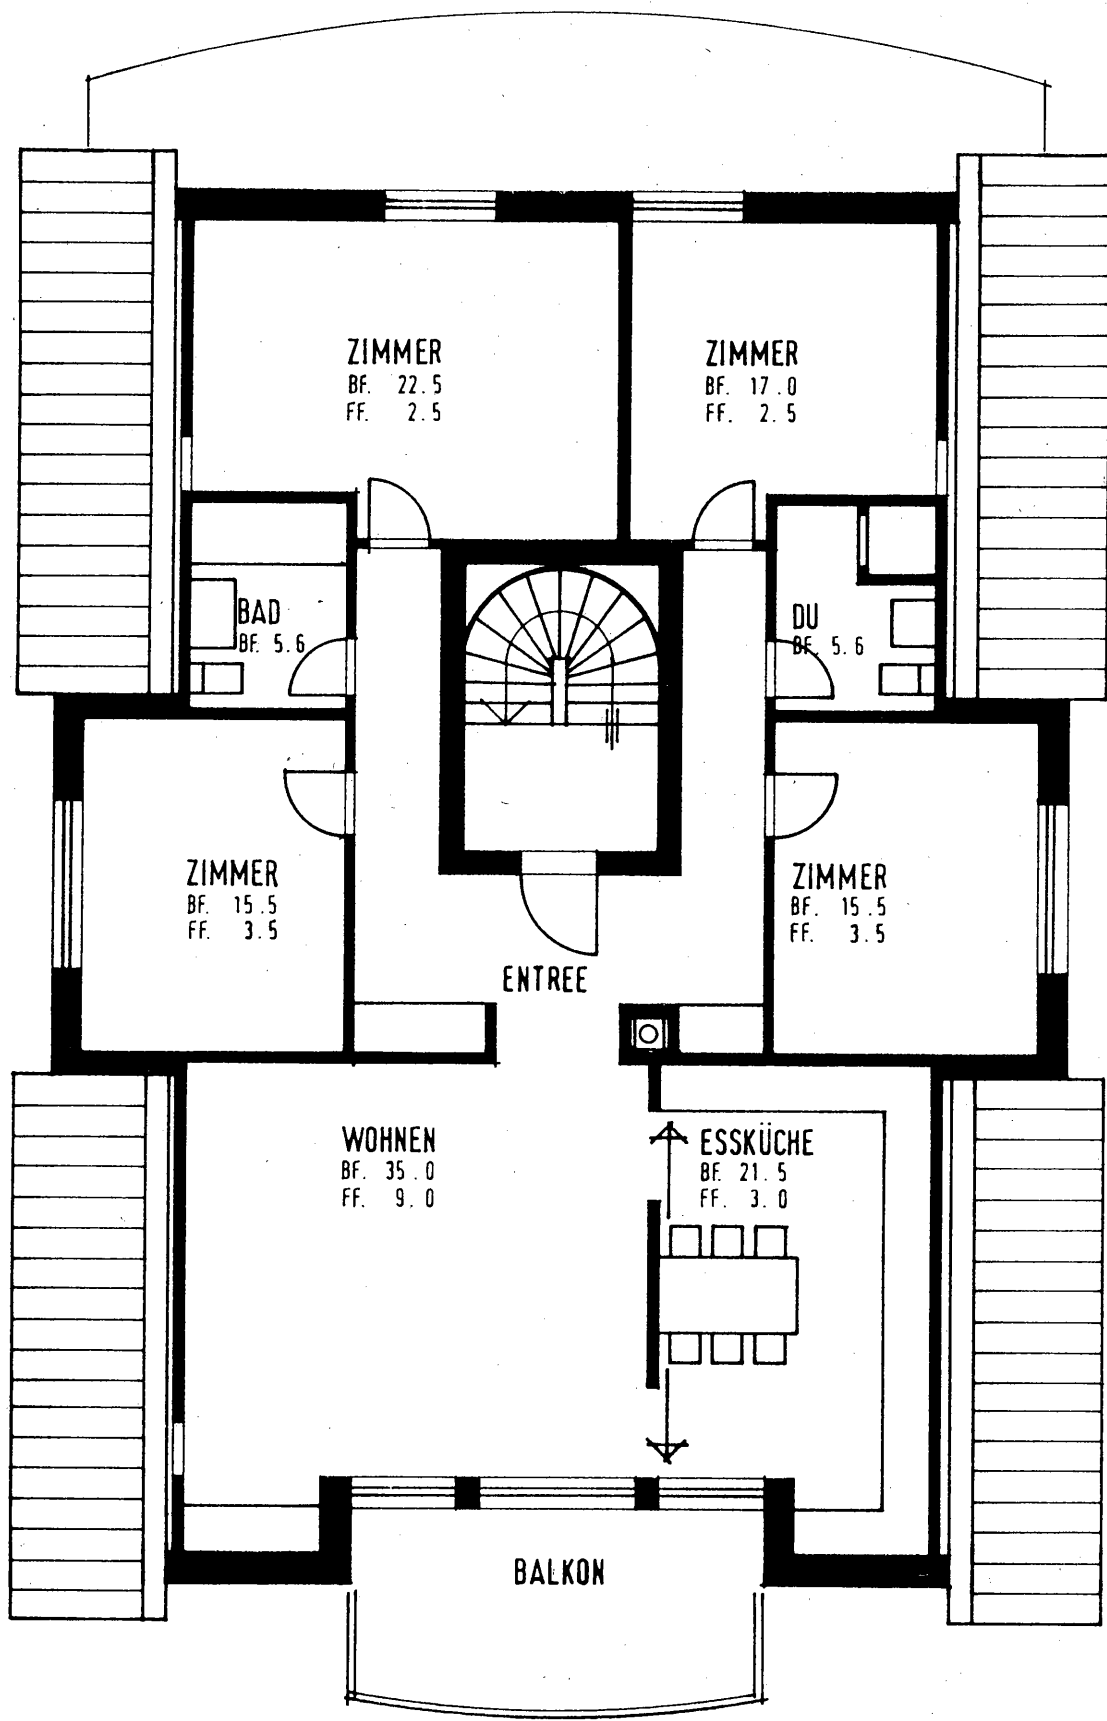 ZIMMER
BF. 22.5
FF. 2.5
ZIMMER
BF. 17.0
FF. 2.5
BAD
BF. 5.6
DU
BF. 5.6
ZIMMER
BF. 15.5
FF. 3.5
ZIMMER
BF. 15.5
FF. 3.5
ENTREE
WOHNEN
BF. 35.0
FF. 9.0
ESSKÜCHE
BF. 21.5
FF. 3.0
BALKON